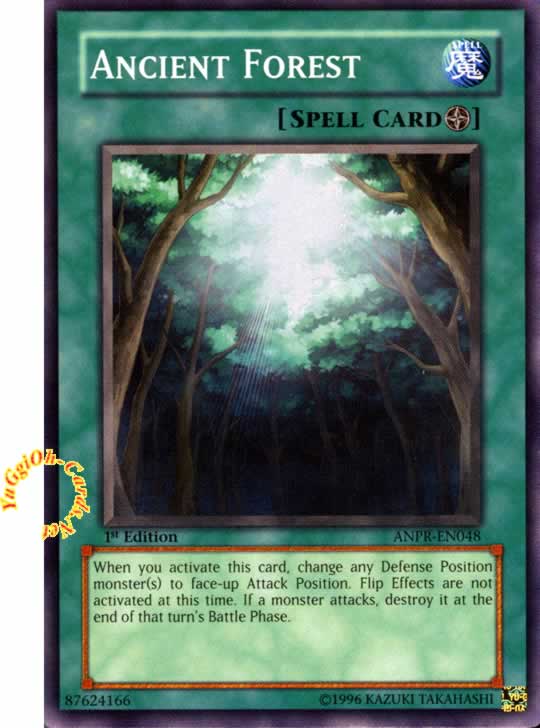 ANCIENT FOREST
SPELL
魔
[SPELL CARD]
YuGgiOh-Cards.Net
1st Edition
ANPR-EN048
When you activate this card, change any Defense Position
monster(s) to face-up Attack Position. Flip Effects are not
activated at this time. If a monster attacks, destroy it at the
end of that turn's Battle Phase.
87624166
©1996 KAZUKI TAKAHASHI